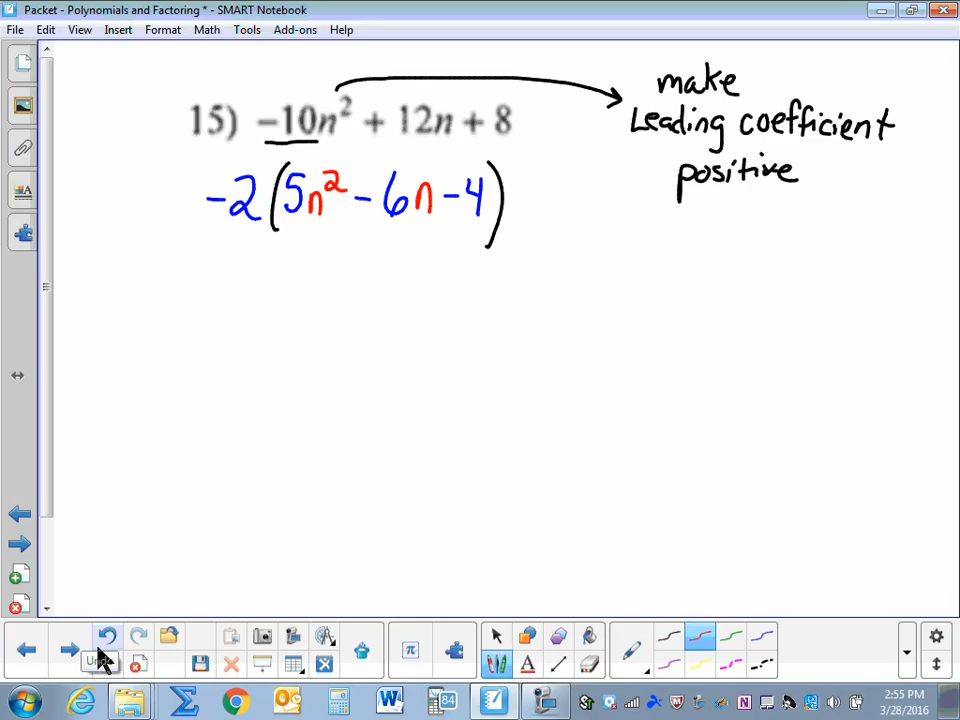 Packet - Polynomials and Factoring * - SMART Notebook
File Edit View Insert Format Math Tools Add-ons Help
make
15) −10n² + 12n + 8
Leading coefficient
positive
-2(5n² - 6n - 4)
Undo
2:55 PM
3/28/2016